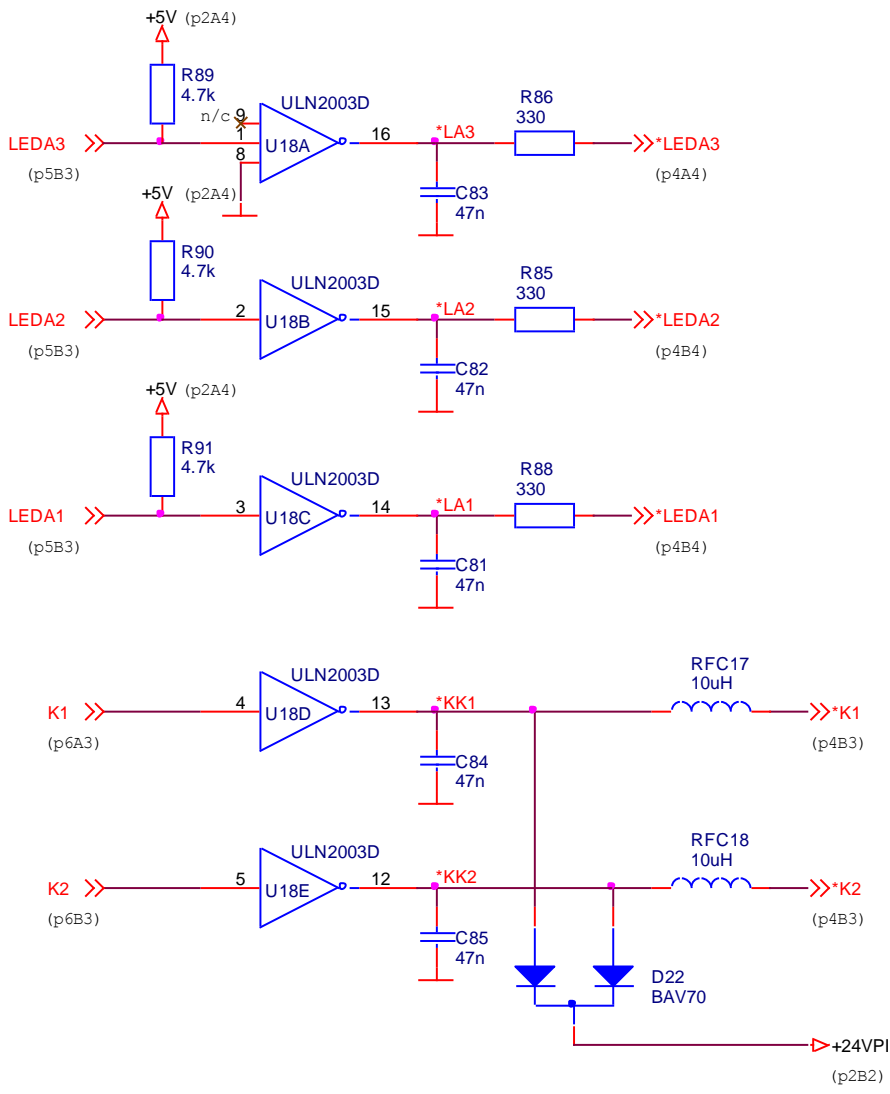 +5V (p2A4)
R89
4.7k
ULN2003D
n/c 9
1
U18A
8
16
*LA3
R86
330
LEDA3
(p5B3)
*LEDA3
(p4A4)
C83
47n
+5V (p2A4)
R90
4.7k
ULN2003D
2
U18B
15
*LA2
R85
330
LEDA2
(p5B3)
*LEDA2
(p4B4)
C82
47n
+5V (p2A4)
R91
4.7k
ULN2003D
3
U18C
14
*LA1
R88
330
LEDA1
(p5B3)
*LEDA1
(p4B4)
C81
47n
ULN2003D
K1
(p6A3)
4
U18D
13
*KK1
RFC17
10uH
*K1
(p4B3)
C84
47n
ULN2003D
K2
(p6B3)
5
U18E
12
*KK2
RFC18
10uH
*K2
(p4B3)
C85
47n
D22
BAV70
(p2B2)